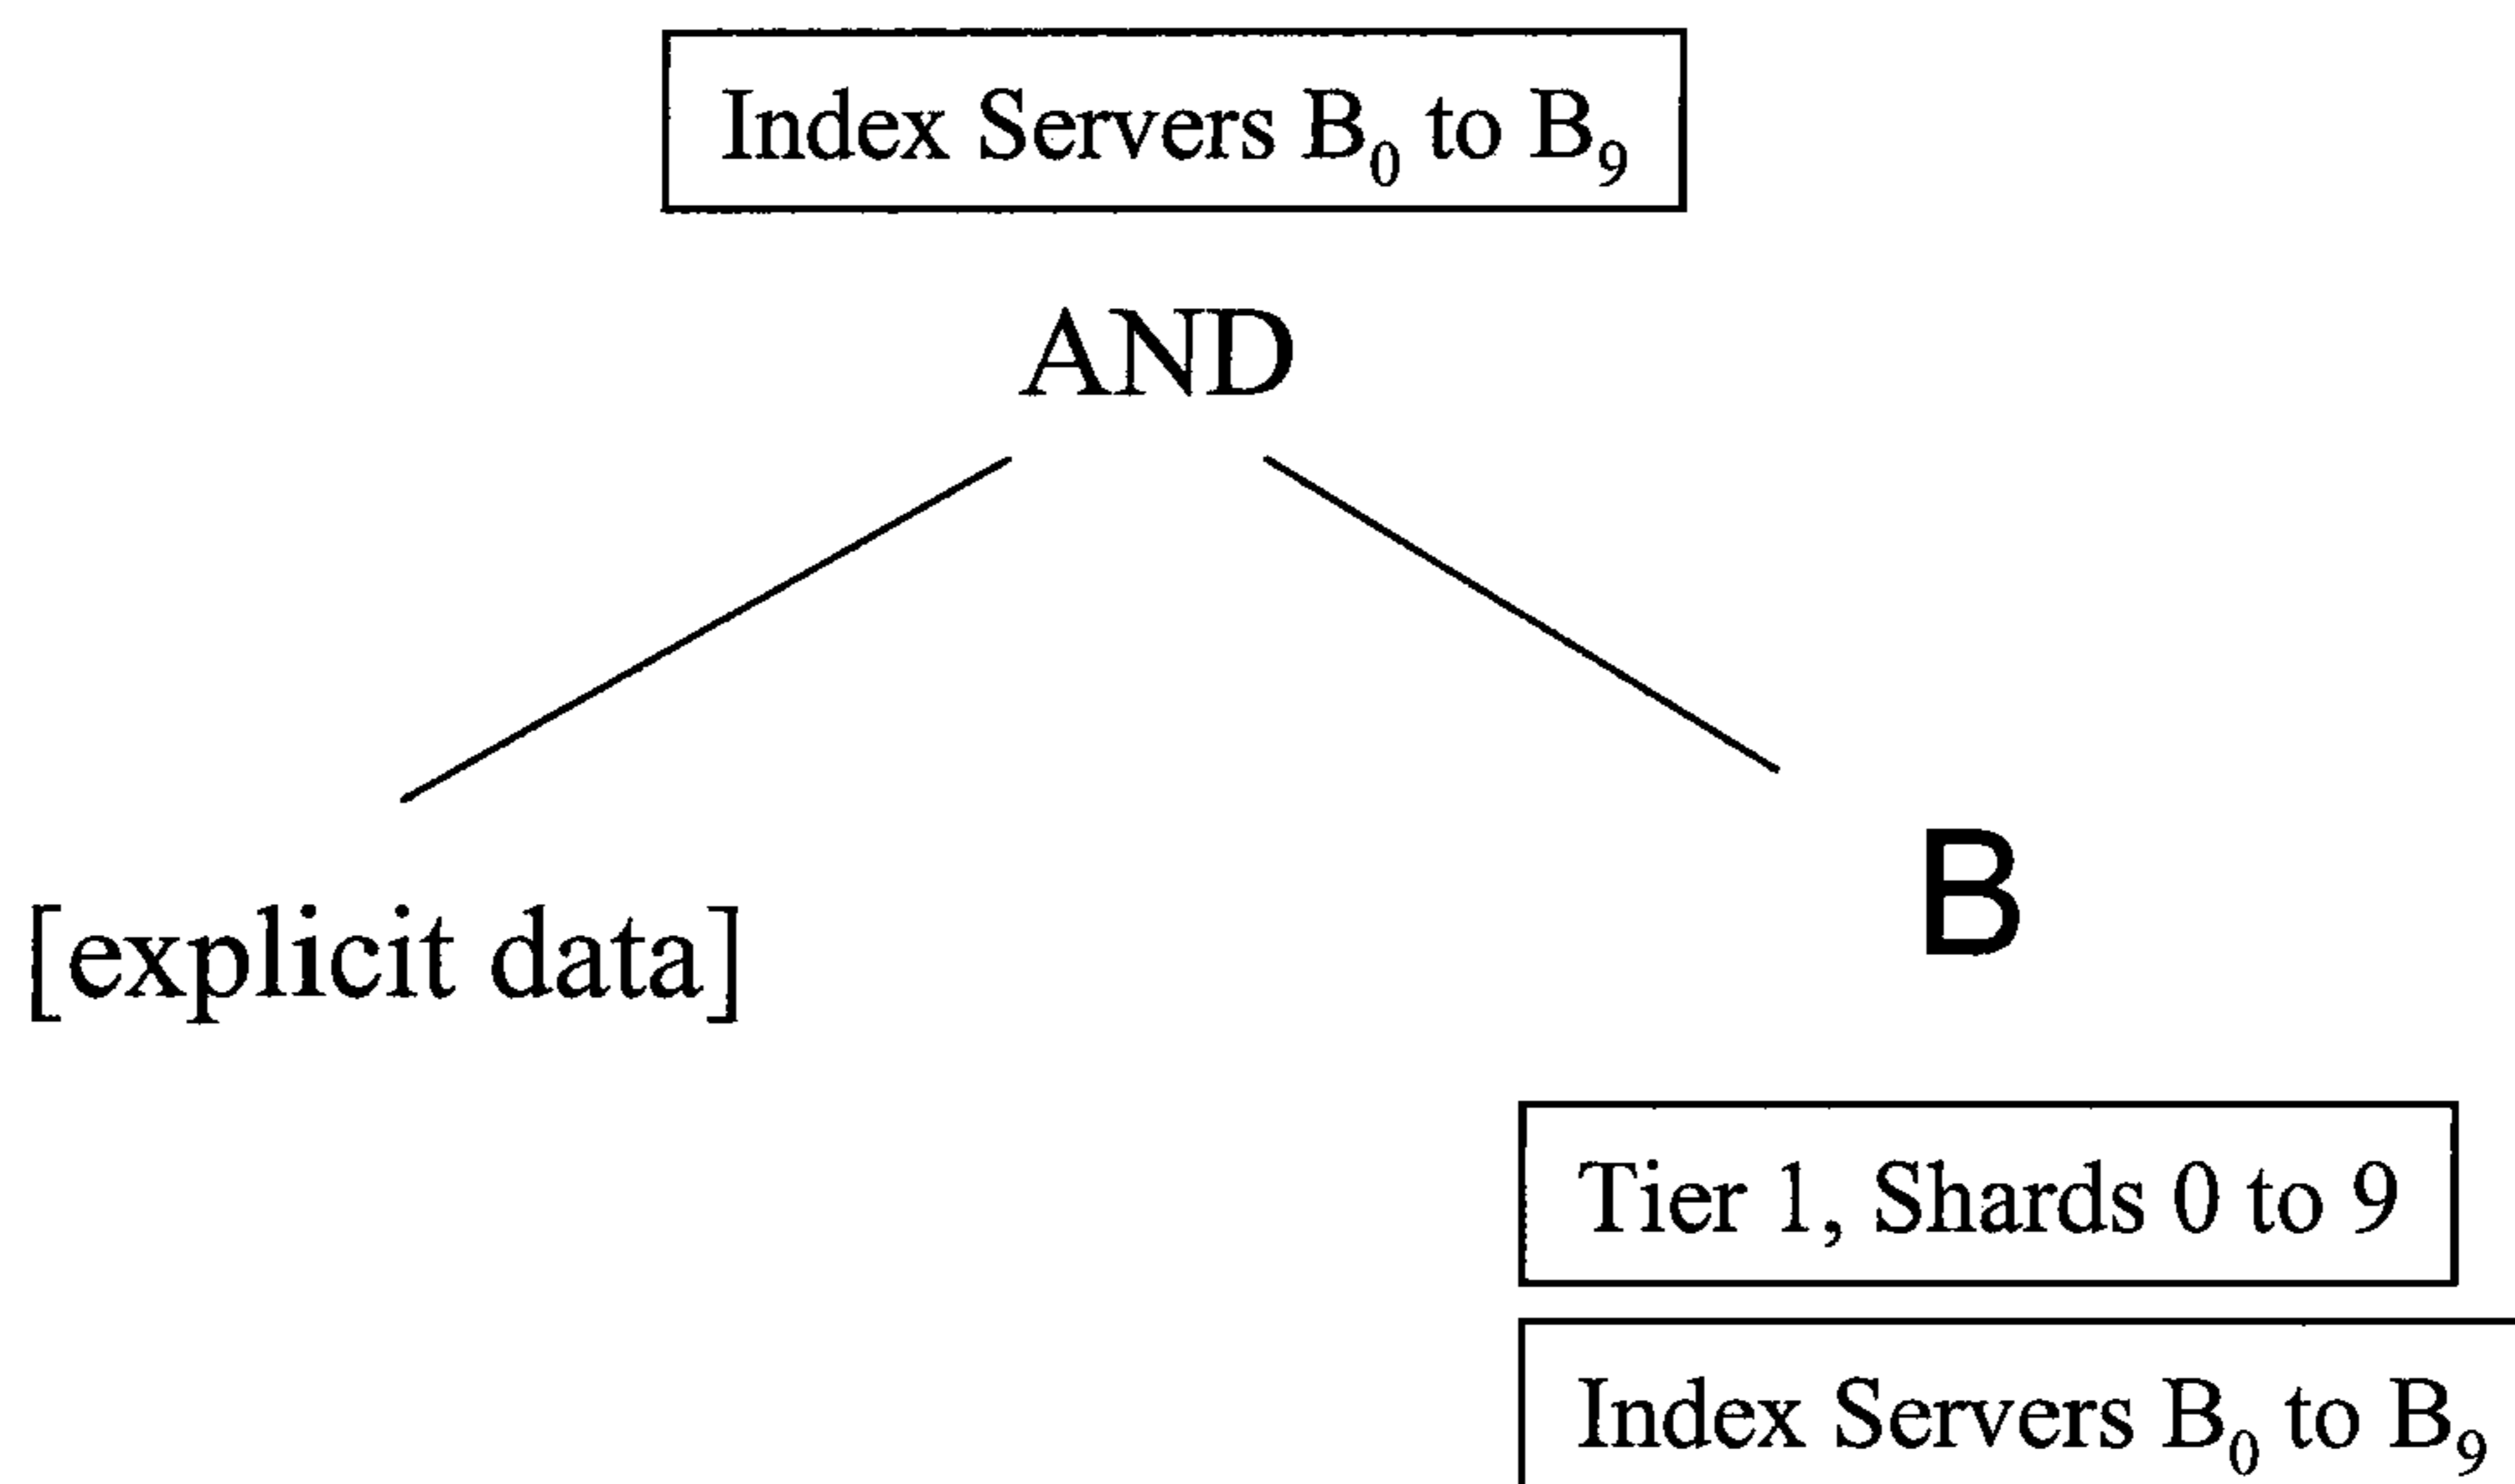 Index Servers B₀ to B₉
AND
[explicit data]
B
Tier 1, Shards 0 to 9
Index Servers B₀ to B₉